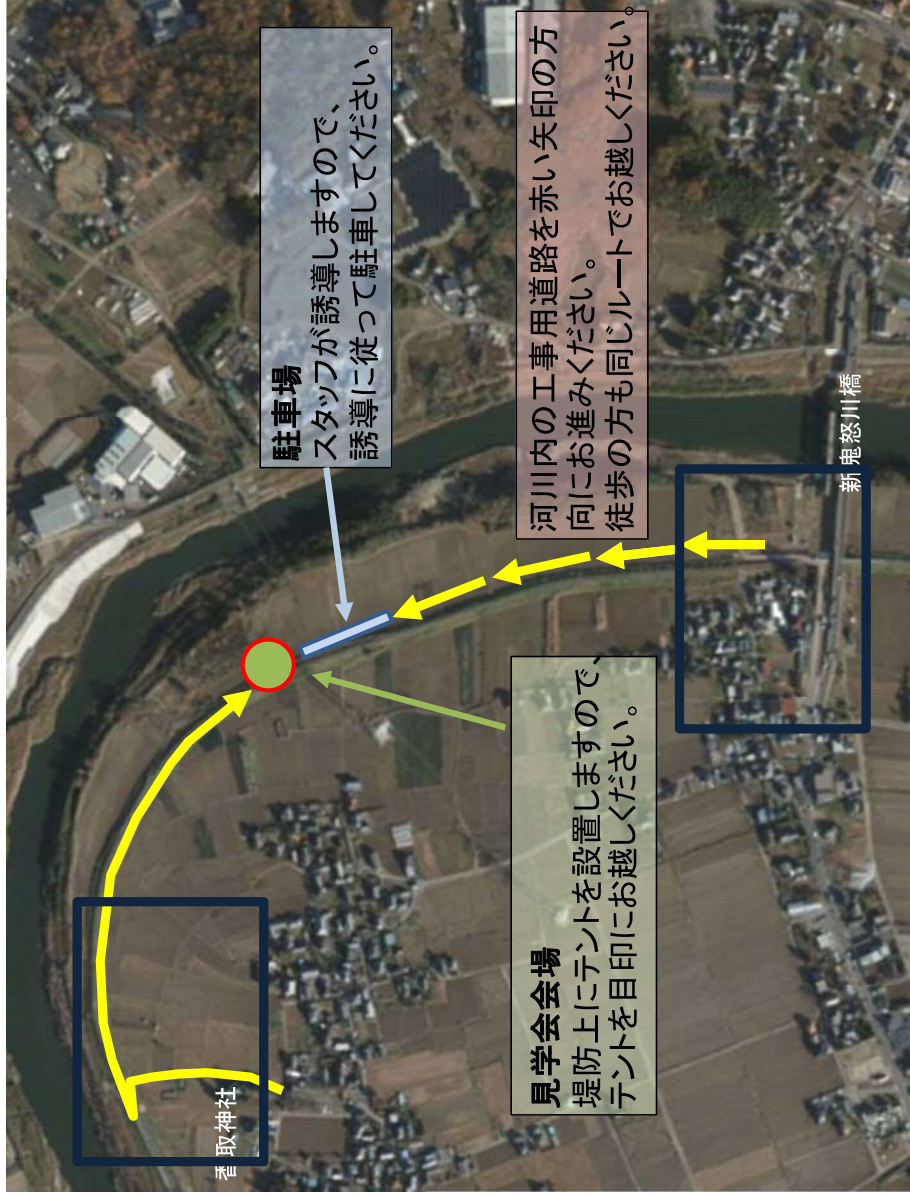 駐車場
スタッフが誘導しますので、
誘導に従って駐車してください。
河川内の工事用道路を赤い矢印の方
向にお進みください。
徒歩の方も同じルートでお越しください。
新鬼怒川橋
見学会会場
堤防上にテントを設置しますので、
テントを目印にお越しください。
香取神社